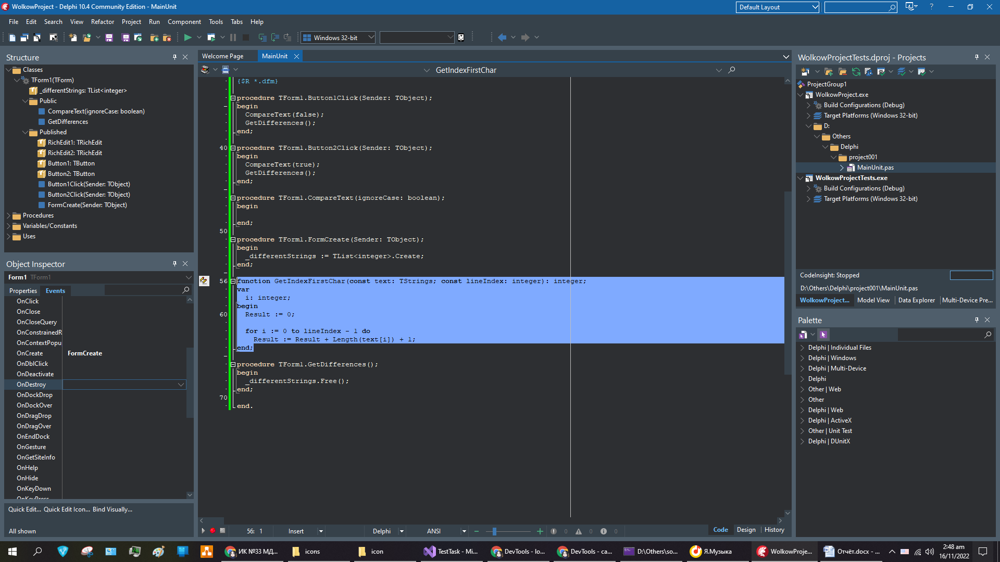 WolkowProject - Delphi 10.4 Community Edition - MainUnit
Default Layout
?
File Edit Search View Refactor Project Run Component Tools Tabs Help
Windows 32-bit
Structure
Classes
TForm1(TForm)
_differentStrings: TList<integer>
Public
CompareText(ignoreCase: boolean)
GetDifferences
Published
RichEdit1: TRichEdit
RichEdit2: TRichEdit
Button1: TButton
Button2: TButton
Button1Click(Sender: TObject)
Button2Click(Sender: TObject)
FormCreate(Sender: TObject)
Procedures
Variables/Constants
Uses
Object Inspector
Form1 TForm1
Properties Events
OnClick
OnClose
OnCloseQuery
OnConstrainedR
OnContextPopu
OnCreate FormCreate
OnDblClick
OnDeactivate
OnDestroy
OnDockDrop
OnDockOver
OnDragDrop
OnDragOver
OnEndDock
OnGesture
OnGetSiteInfo
OnHelp
OnHide
OnKeyDown
OnKeyPress
Quick Edit... Quick Edit Icon... Bind Visually...
All shown
Welcome Page MainUnit
GetIndexFirstChar
{$R *.dfm}
procedure TForm1.Button1Click(Sender: TObject);
begin
CompareText(false);
GetDifferences();
end;
40 procedure TForm1.Button2Click(Sender: TObject);
begin
CompareText(true);
GetDifferences();
end;
procedure TForm1.CompareText(ignoreCase: boolean);
begin
end;
50
procedure TForm1.FormCreate(Sender: TObject);
begin
_differentStrings := TList<integer>.Create;
end;
56 function GetIndexFirstChar(const text: TStrings; const lineIndex: integer): integer;
var
i: integer;
begin
60 Result := 0;
for i := 0 to lineIndex - 1 do
Result := Result + Length(text[i]) + 1;
end;
procedure TForm1.GetDifferences();
begin
_differentStrings.Free();
end;
70
end.
56: 1 Insert Delphi ANSI 0 0 0 Code Design History
WolkowProjectTests.dproj - Projects
ProjectGroup1
WolkowProject.exe
Build Configurations (Debug)
Target Platforms (Windows 32-bit)
D:
Others
Delphi
project001
MainUnit.pas
WolkowProjectTests.exe
Build Configurations (Debug)
Target Platforms (Windows 32-bit)
CodeInsight: Stopped
D:\Others\Delphi\project001\MainUnit.pas
WolkowProject... Model View Data Explorer Multi-Device Pre...
Palette
Delphi | Individual Files
Delphi | Windows
Delphi | Multi-Device
Delphi
Other | Web
Other
Delphi | Web
Delphi | ActiveX
Other | Unit Test
Delphi | DUnitX
ИК №33 МД... icons icon TestTask - Mi... DevTools - lo... DevTools - ca... D:\Others\so... Я.Музыка WolkowProje... Отчёт.docx - ...
2:48 am
16/11/2022